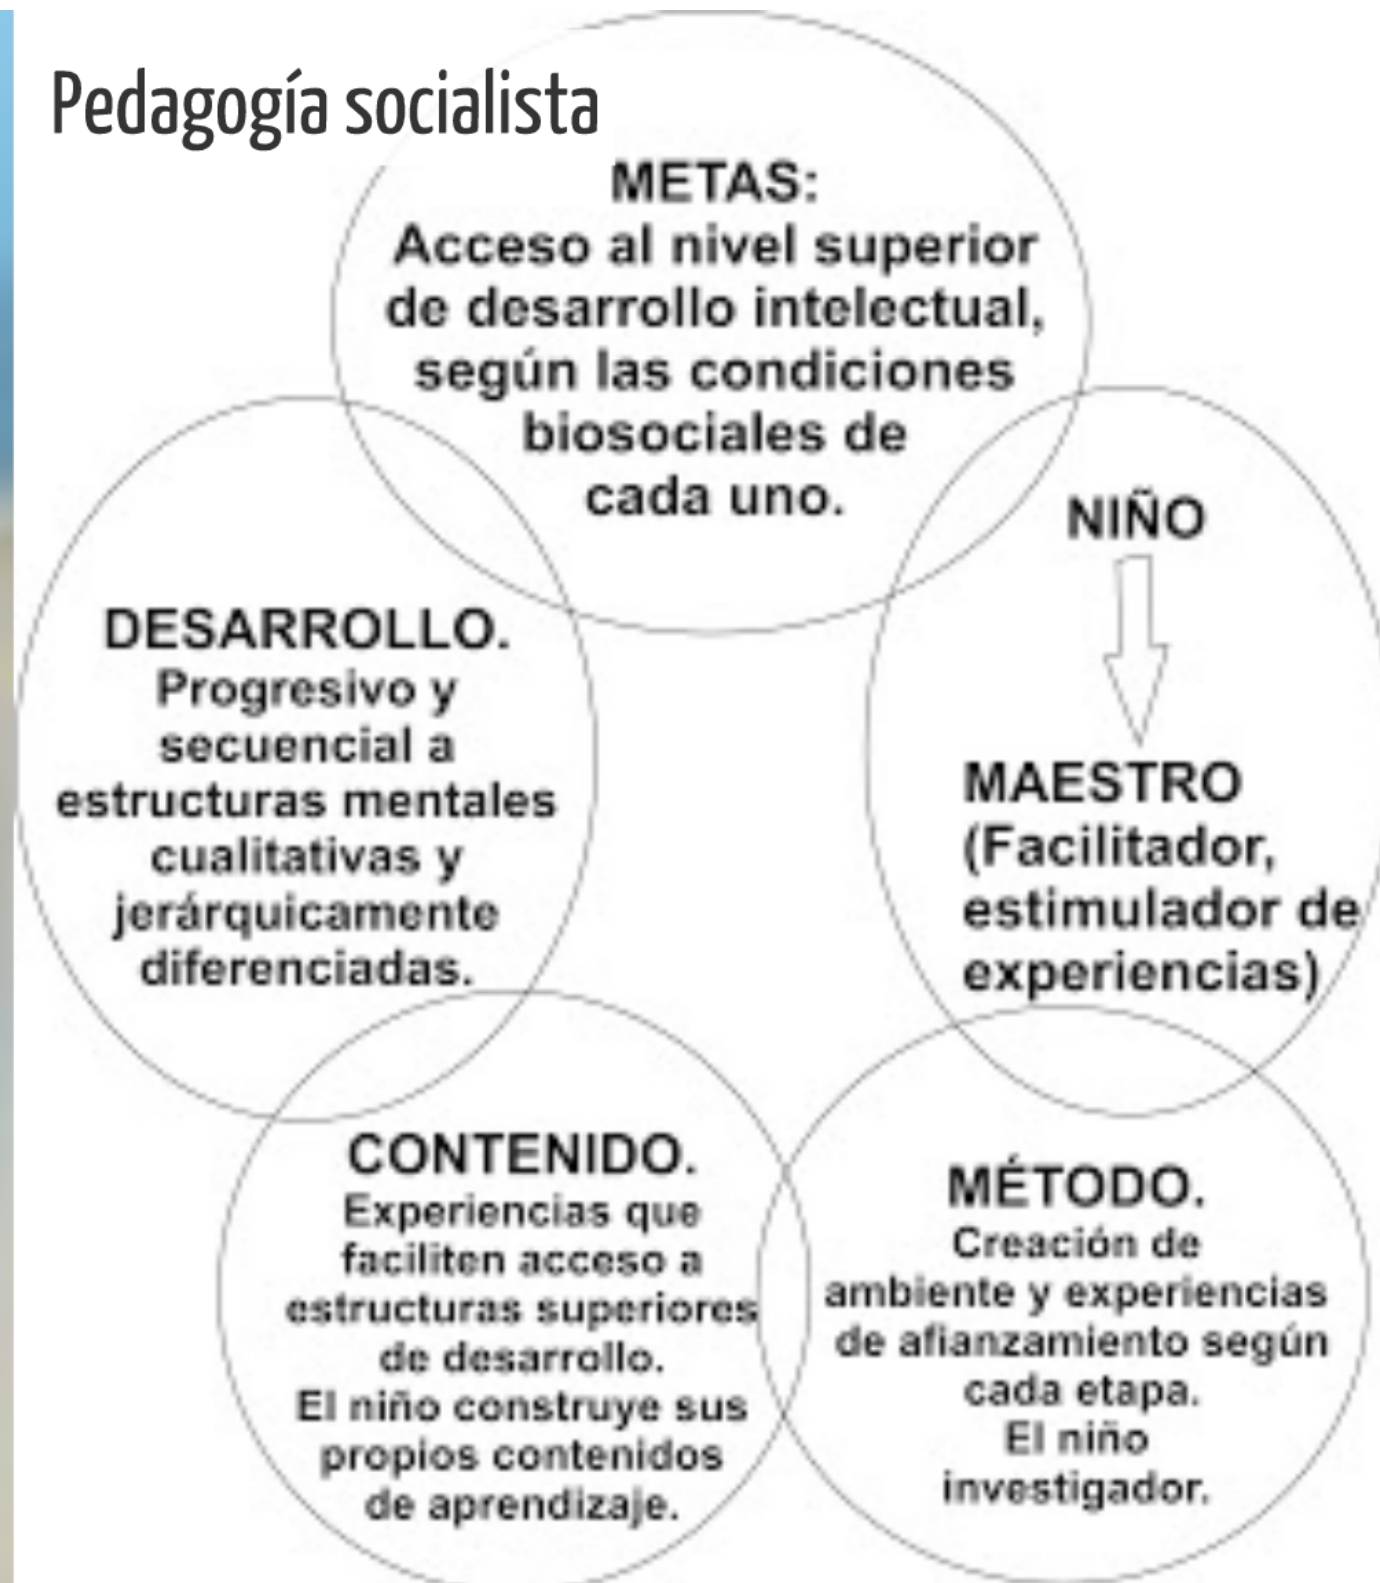 Pedagogía socialista
METAS:
Acceso al nivel superior
de desarrollo intelectual,
según las condiciones
biosociales de
cada uno.
NIÑO
MAESTRO
(Facilitador,
estimulador de
experiencias)
DESARROLLO.
Progresivo y
secuencial a
estructuras mentales
cualitativas y
jerárquicamente
diferenciadas.
CONTENIDO.
Experiencias que
faciliten acceso a
estructuras superiores
de desarrollo.
El niño construye sus
propios contenidos
de aprendizaje.
MÉTODO.
Creación de
ambiente y experiencias
de afianzamiento según
cada etapa.
El niño
investigador.